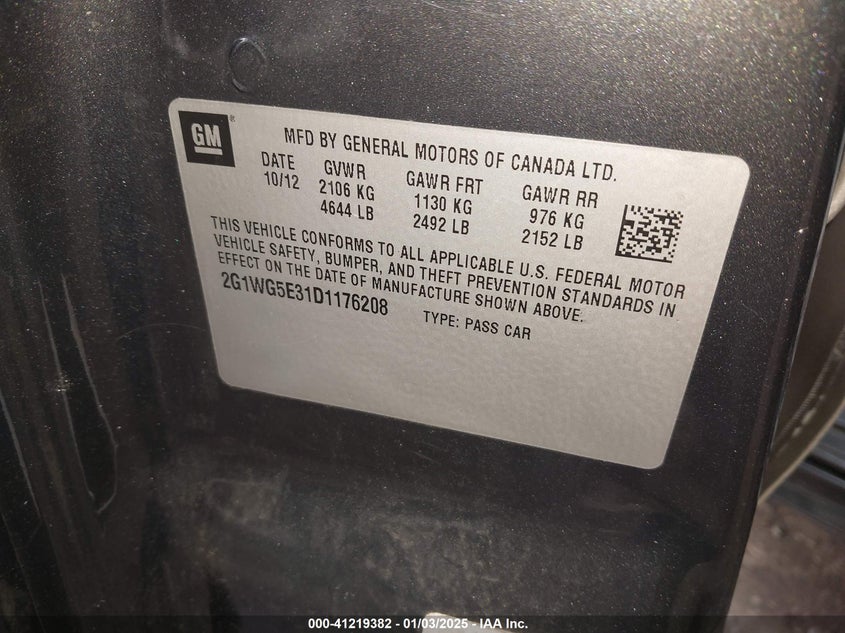 GM®
MFD BY GENERAL MOTORS OF CANADA LTD.
DATE GVWR GAWR FRT GAWR RR
10/12 2106 KG 1130 KG 976 KG
4644 LB 2492 LB 2152 LB
THIS VEHICLE CONFORMS TO ALL APPLICABLE U.S. FEDERAL MOTOR
VEHICLE SAFETY, BUMPER, AND THEFT PREVENTION STANDARDS IN
EFFECT ON THE DATE OF MANUFACTURE SHOWN ABOVE.
2G1WG5E31D1176208 TYPE: PASS CAR
000-41219382 - 01/03/2025 - IAA Inc.